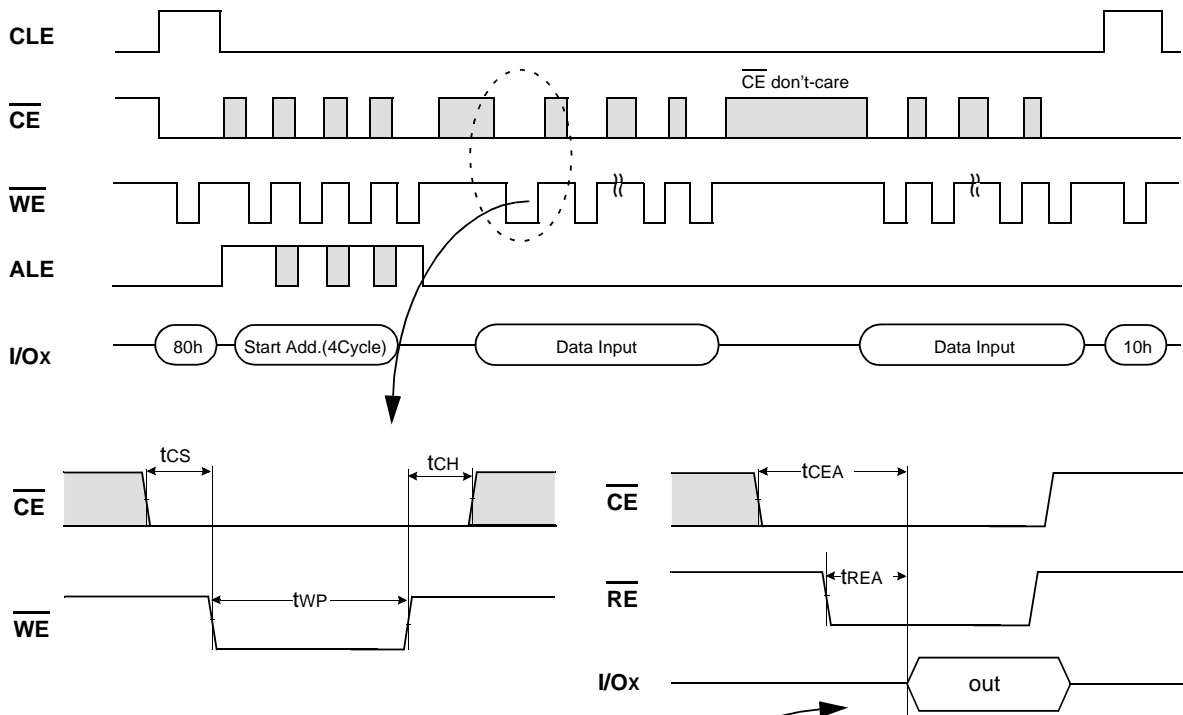 CLE
CE don't-care
CE
WE
ALE
I/Ox 80h Start Add.(4Cycle) Data Input Data Input 10h
tCS tCH
CE
tWP
WE
tCEA
CE
tREA
RE
I/Ox out